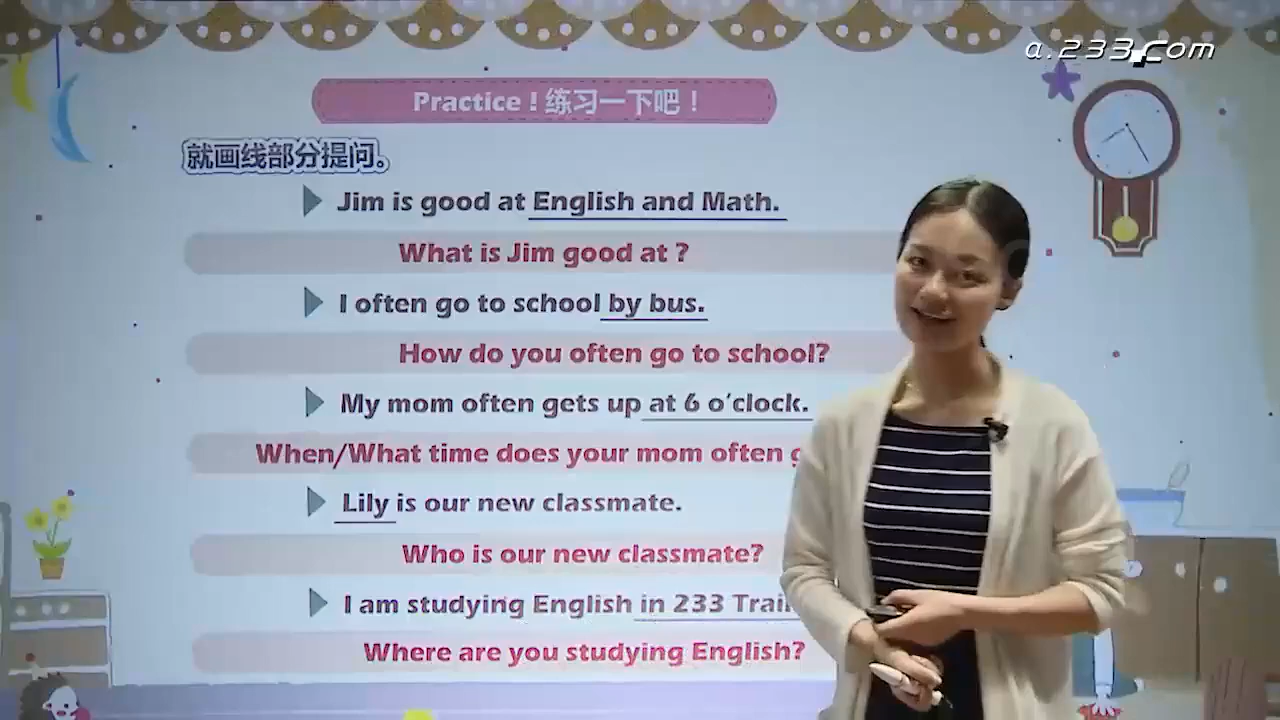 a.233.com
Practice ! 练习一下吧！
就画线部分提问。
Jim is good at English and Math.
What is Jim good at ?
I often go to school by bus.
How do you often go to school?
My mom often gets up at 6 o'clock.
When/What time does your mom often
Lily is our new classmate.
Who is our new classmate?
I am studying English in 233
Where are you studying English?